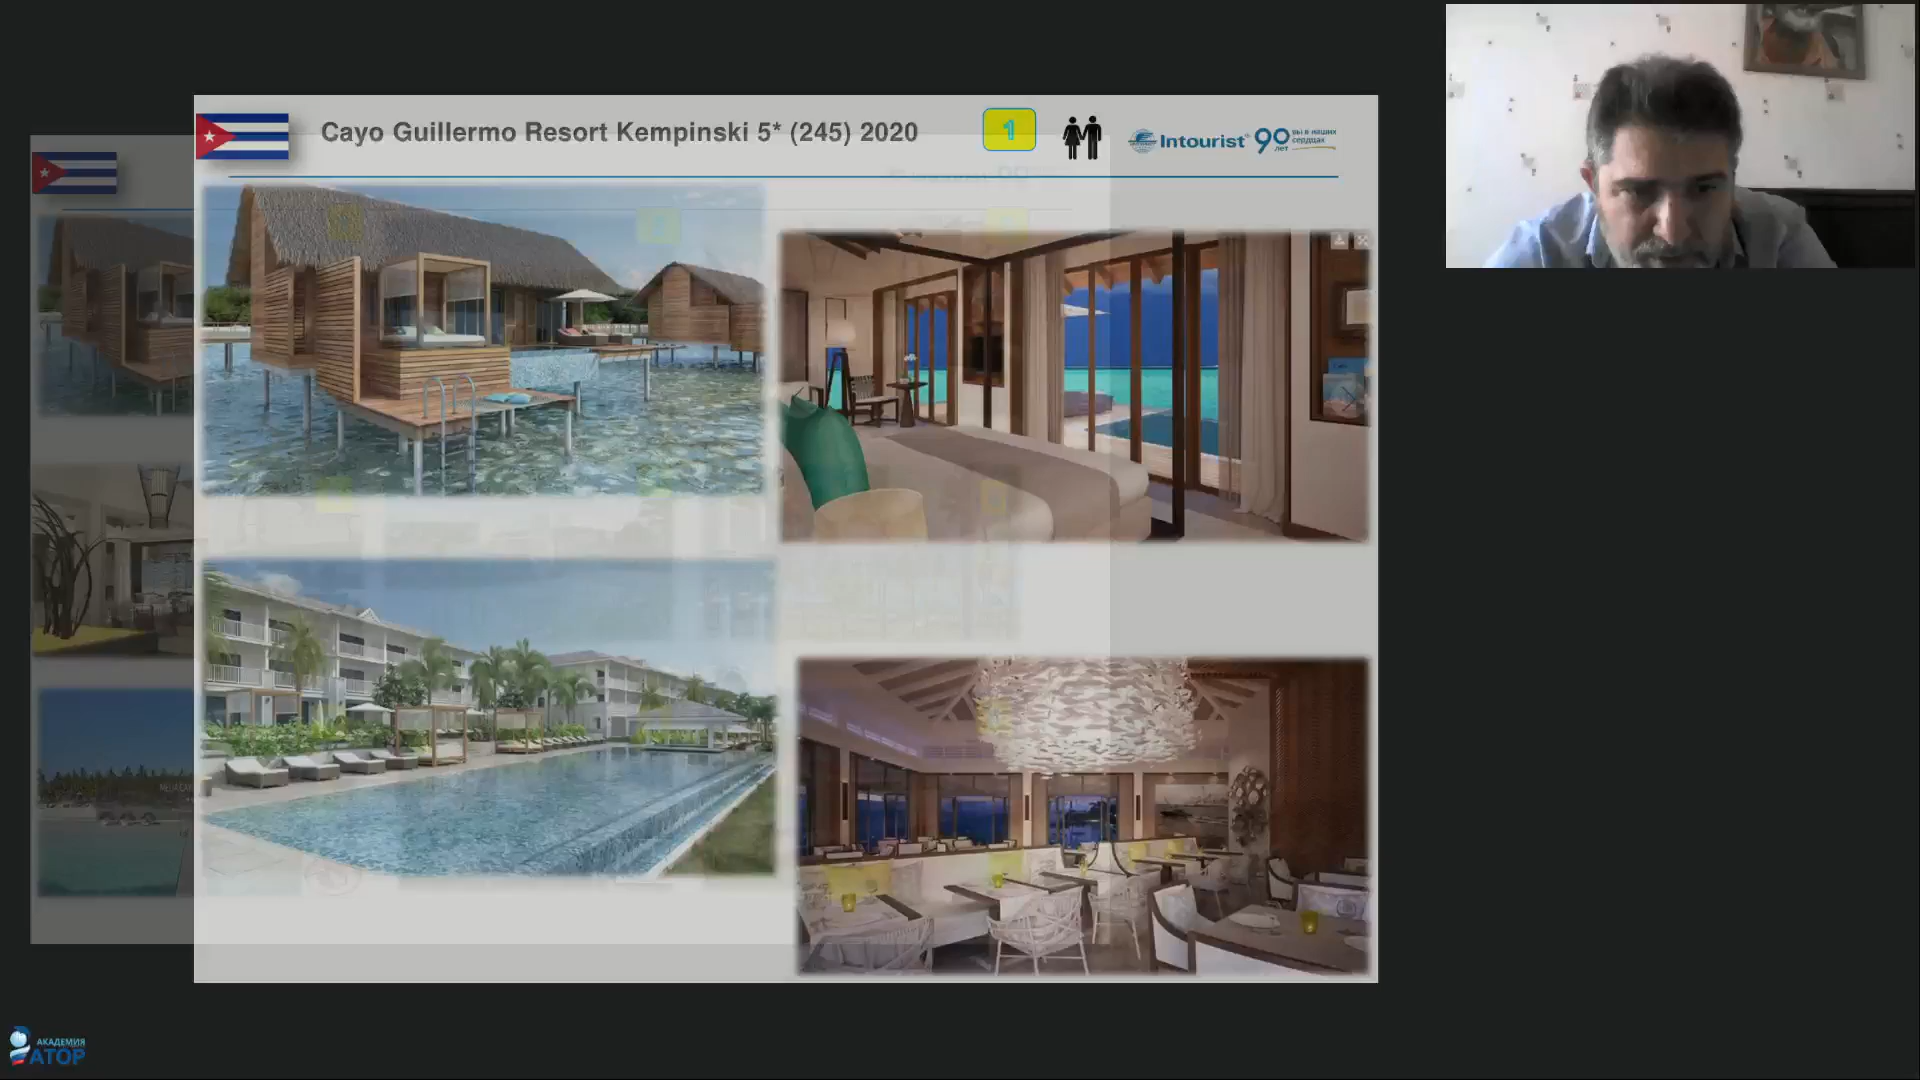 Cayo Guillermo Resort Kempinski 5* (245) 2020
1
Intourist 90 лет
вы в наших
сердцах
АКАДЕМИЯ
АТОР